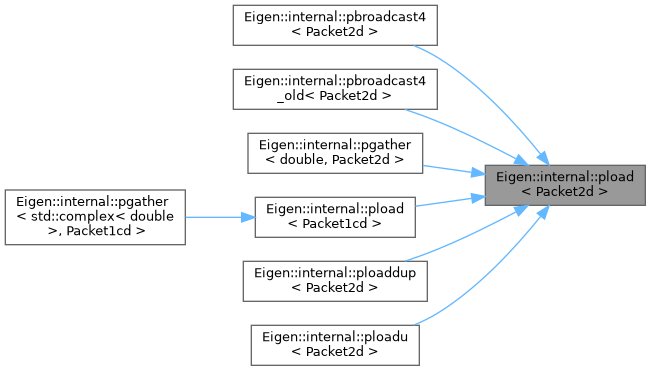 Eigen::internal::pbroadcast4
< Packet2d >
Eigen::internal::pbroadcast4
_old< Packet2d >
Eigen::internal::pgather
< double, Packet2d >
Eigen::internal::pload
< Packet2d >
Eigen::internal::pgather
< std::complex< double
>, Packet1cd >
Eigen::internal::pload
< Packet1cd >
Eigen::internal::ploaddup
< Packet2d >
Eigen::internal::ploadu
< Packet2d >